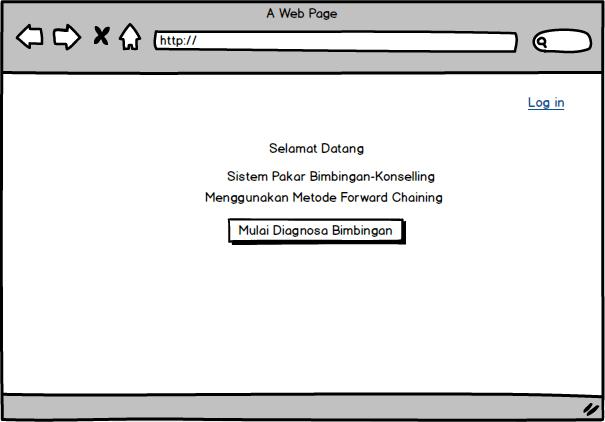 A Web Page
http://
Log in
Selamat Datang
Sistem Pakar Bimbingan-Konselling
Menggunakan Metode Forward Chaining
Mulai Diagnosa Bimbingan